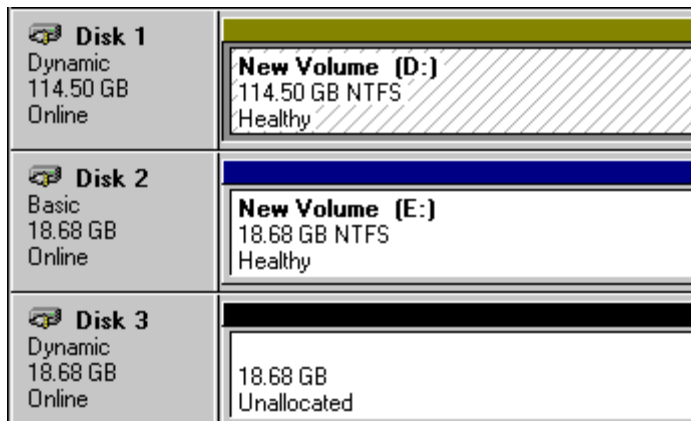 Disk 1
Dynamic
114.50 GB
Online
New Volume (D:)
114.50 GB NTFS
Healthy
Disk 2
Basic
18.68 GB
Online
New Volume (E:)
18.68 GB NTFS
Healthy
Disk 3
Dynamic
18.68 GB
Online
18.68 GB
Unallocated